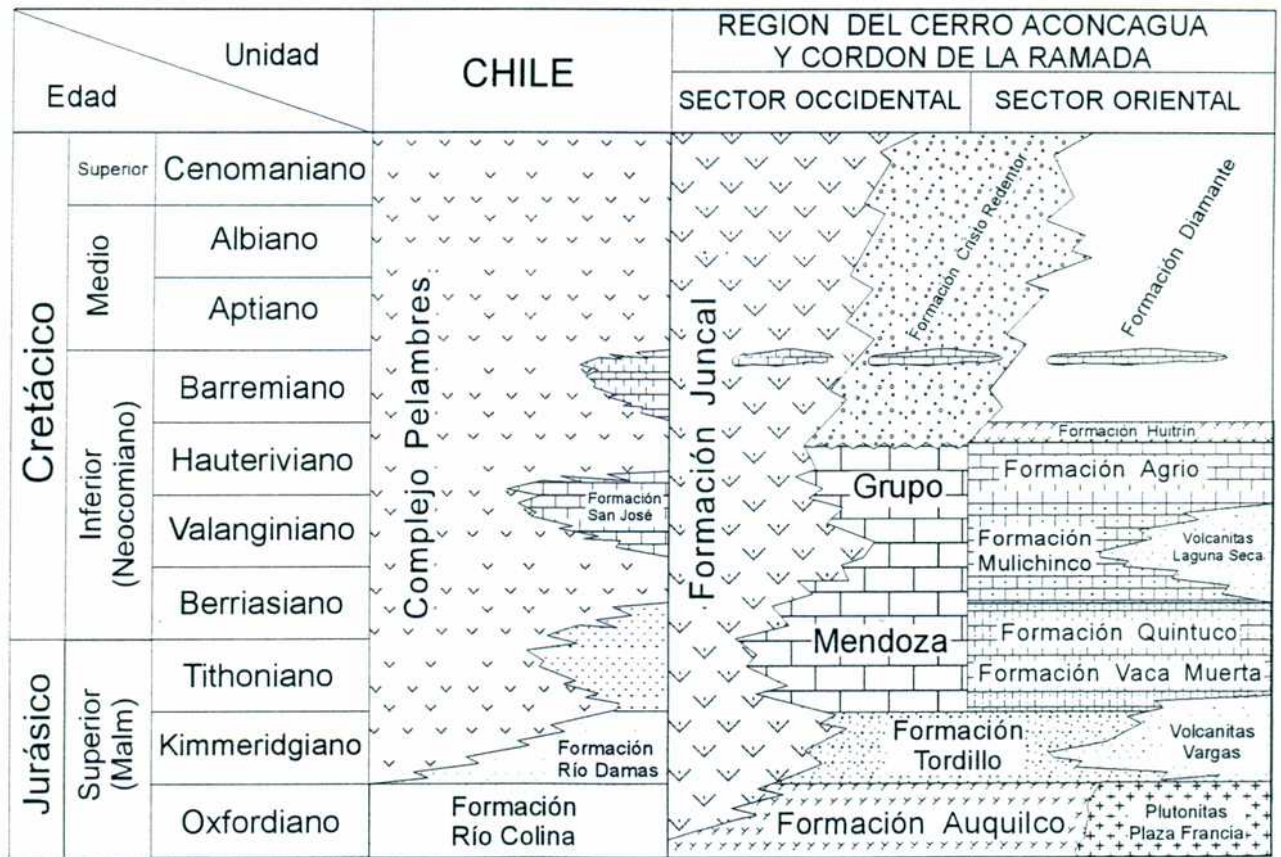 Unidad
Edad
CHILE
REGION DEL CERRO ACONCAGUA
Y CORDON DE LA RAMADA
SECTOR OCCIDENTAL
SECTOR ORIENTAL
Cretácico
Superior
Cenomaniano
Medio
Albiano
Aptiano
Inferior
(Neocomiano)
Barremiano
Hauteriviano
Valanginiano
Berriasiano
Jurásico
Superior
(Malm)
Tithoniano
Kimmeridgiano
Oxfordiano
Complejo Pelambres
Formación
San José
Formación
Río Damas
Formación
Río Colina
Formación Juncal
Formación Cristo Redentor
Formación Diamante
Grupo
Mendoza
Formación Huitrín
Formación Agrio
Formación
Mulichinco
Volcanitas
Laguna Seca
Formación Quintuco
Formación Vaca Muerta
Formación
Tordillo
Volcanitas
Vargas
Formación Auquilco
Plutonitas
Plaza Francia